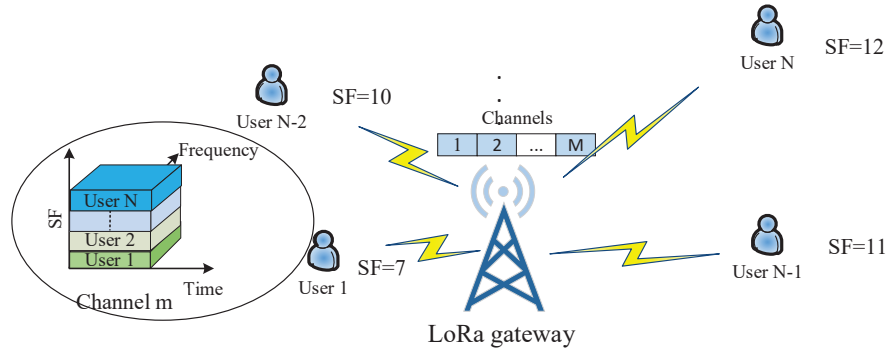 User N
SF=12
User N-2
SF=10
Channels
1 2 ... M
Frequency
SF
User N
User 2
User 1
Time
Channel m
User 1
SF=7
User N-1
SF=11
LoRa gateway